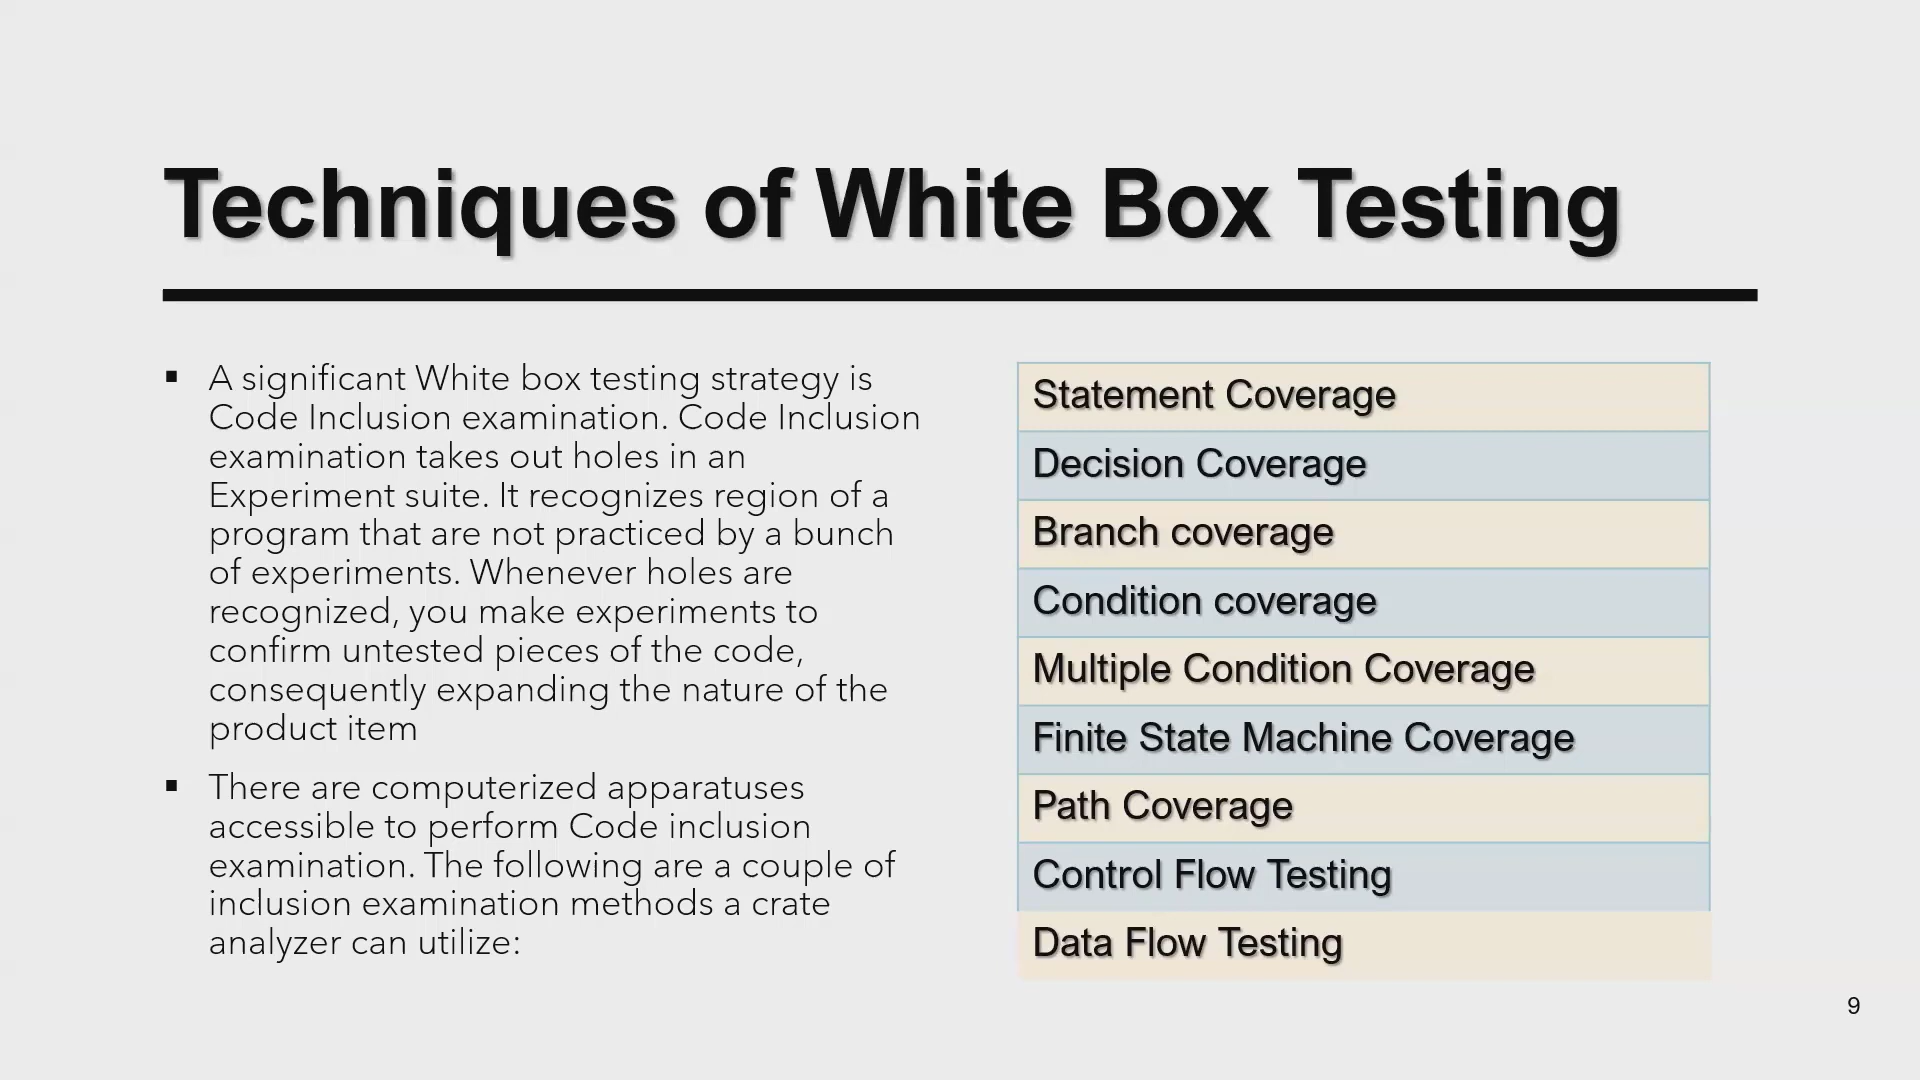 Techniques of White Box Testing
▪ A significant White box testing strategy is
Code Inclusion examination. Code Inclusion
examination takes out holes in an
Experiment suite. It recognizes region of a
program that are not practiced by a bunch
of experiments. Whenever holes are
recognized, you make experiments to
confirm untested pieces of the code,
consequently expanding the nature of the
product item
▪ There are computerized apparatuses
accessible to perform Code inclusion
examination. The following are a couple of
inclusion examination methods a crate
analyzer can utilize:
Statement Coverage
Decision Coverage
Branch coverage
Condition coverage
Multiple Condition Coverage
Finite State Machine Coverage
Path Coverage
Control Flow Testing
Data Flow Testing
9